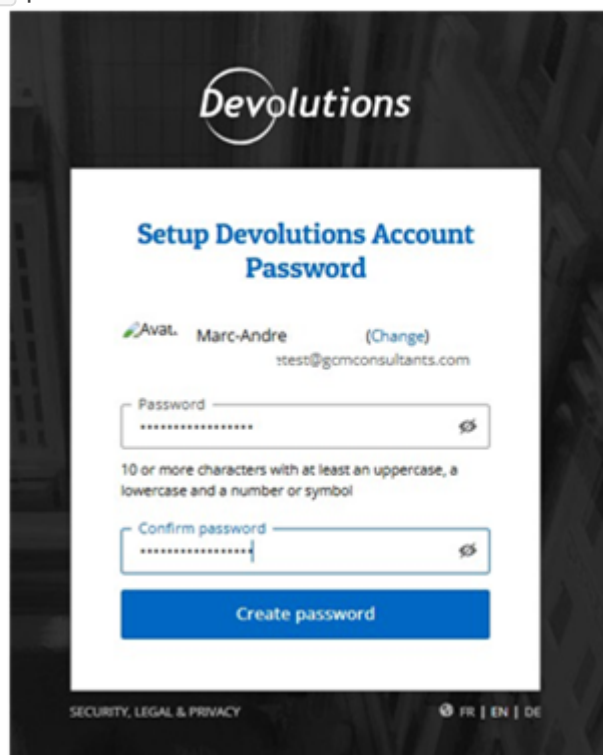 Devolutions
Setup Devolutions Account
Password
Avat.
Marc-Andre (Change)
test@gcmconsultants.com
Password
•••••••••••••••••
10 or more characters with at least an uppercase, a
lowercase and a number or symbol
Confirm password
•••••••••••••••••
Create password
SECURITY, LEGAL & PRIVACY FR | EN | DE